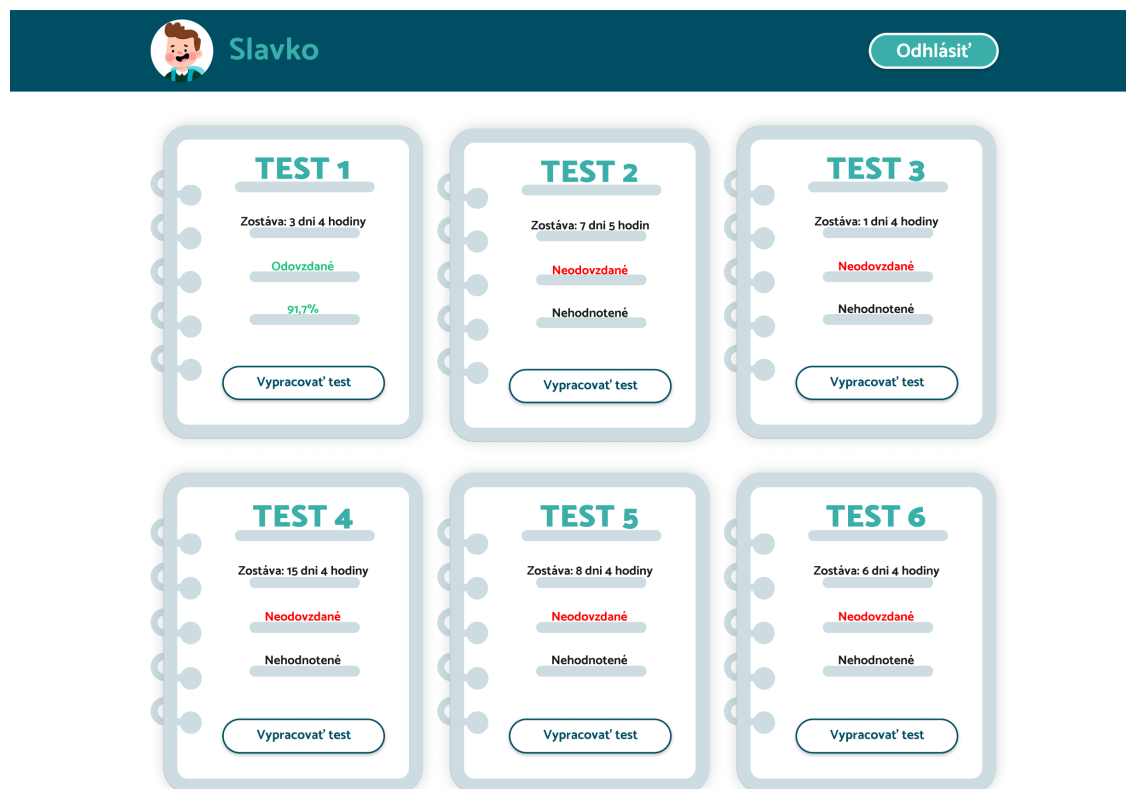 Slavko
Odhlásiť
TEST 1
Zostáva: 3 dni 4 hodiny
Odovzdané
91,7%
Vypracovať test
TEST 2
Zostáva: 7 dni 5 hodin
Neodovzdané
Nehodnotené
Vypracovať test
TEST 3
Zostáva: 1 dni 4 hodiny
Neodovzdané
Nehodnotené
Vypracovať test
TEST 4
Zostáva: 15 dni 4 hodiny
Neodovzdané
Nehodnotené
Vypracovať test
TEST 5
Zostáva: 8 dni 4 hodiny
Neodovzdané
Nehodnotené
Vypracovať test
TEST 6
Zostáva: 6 dni 4 hodiny
Neodovzdané
Nehodnotené
Vypracovať test